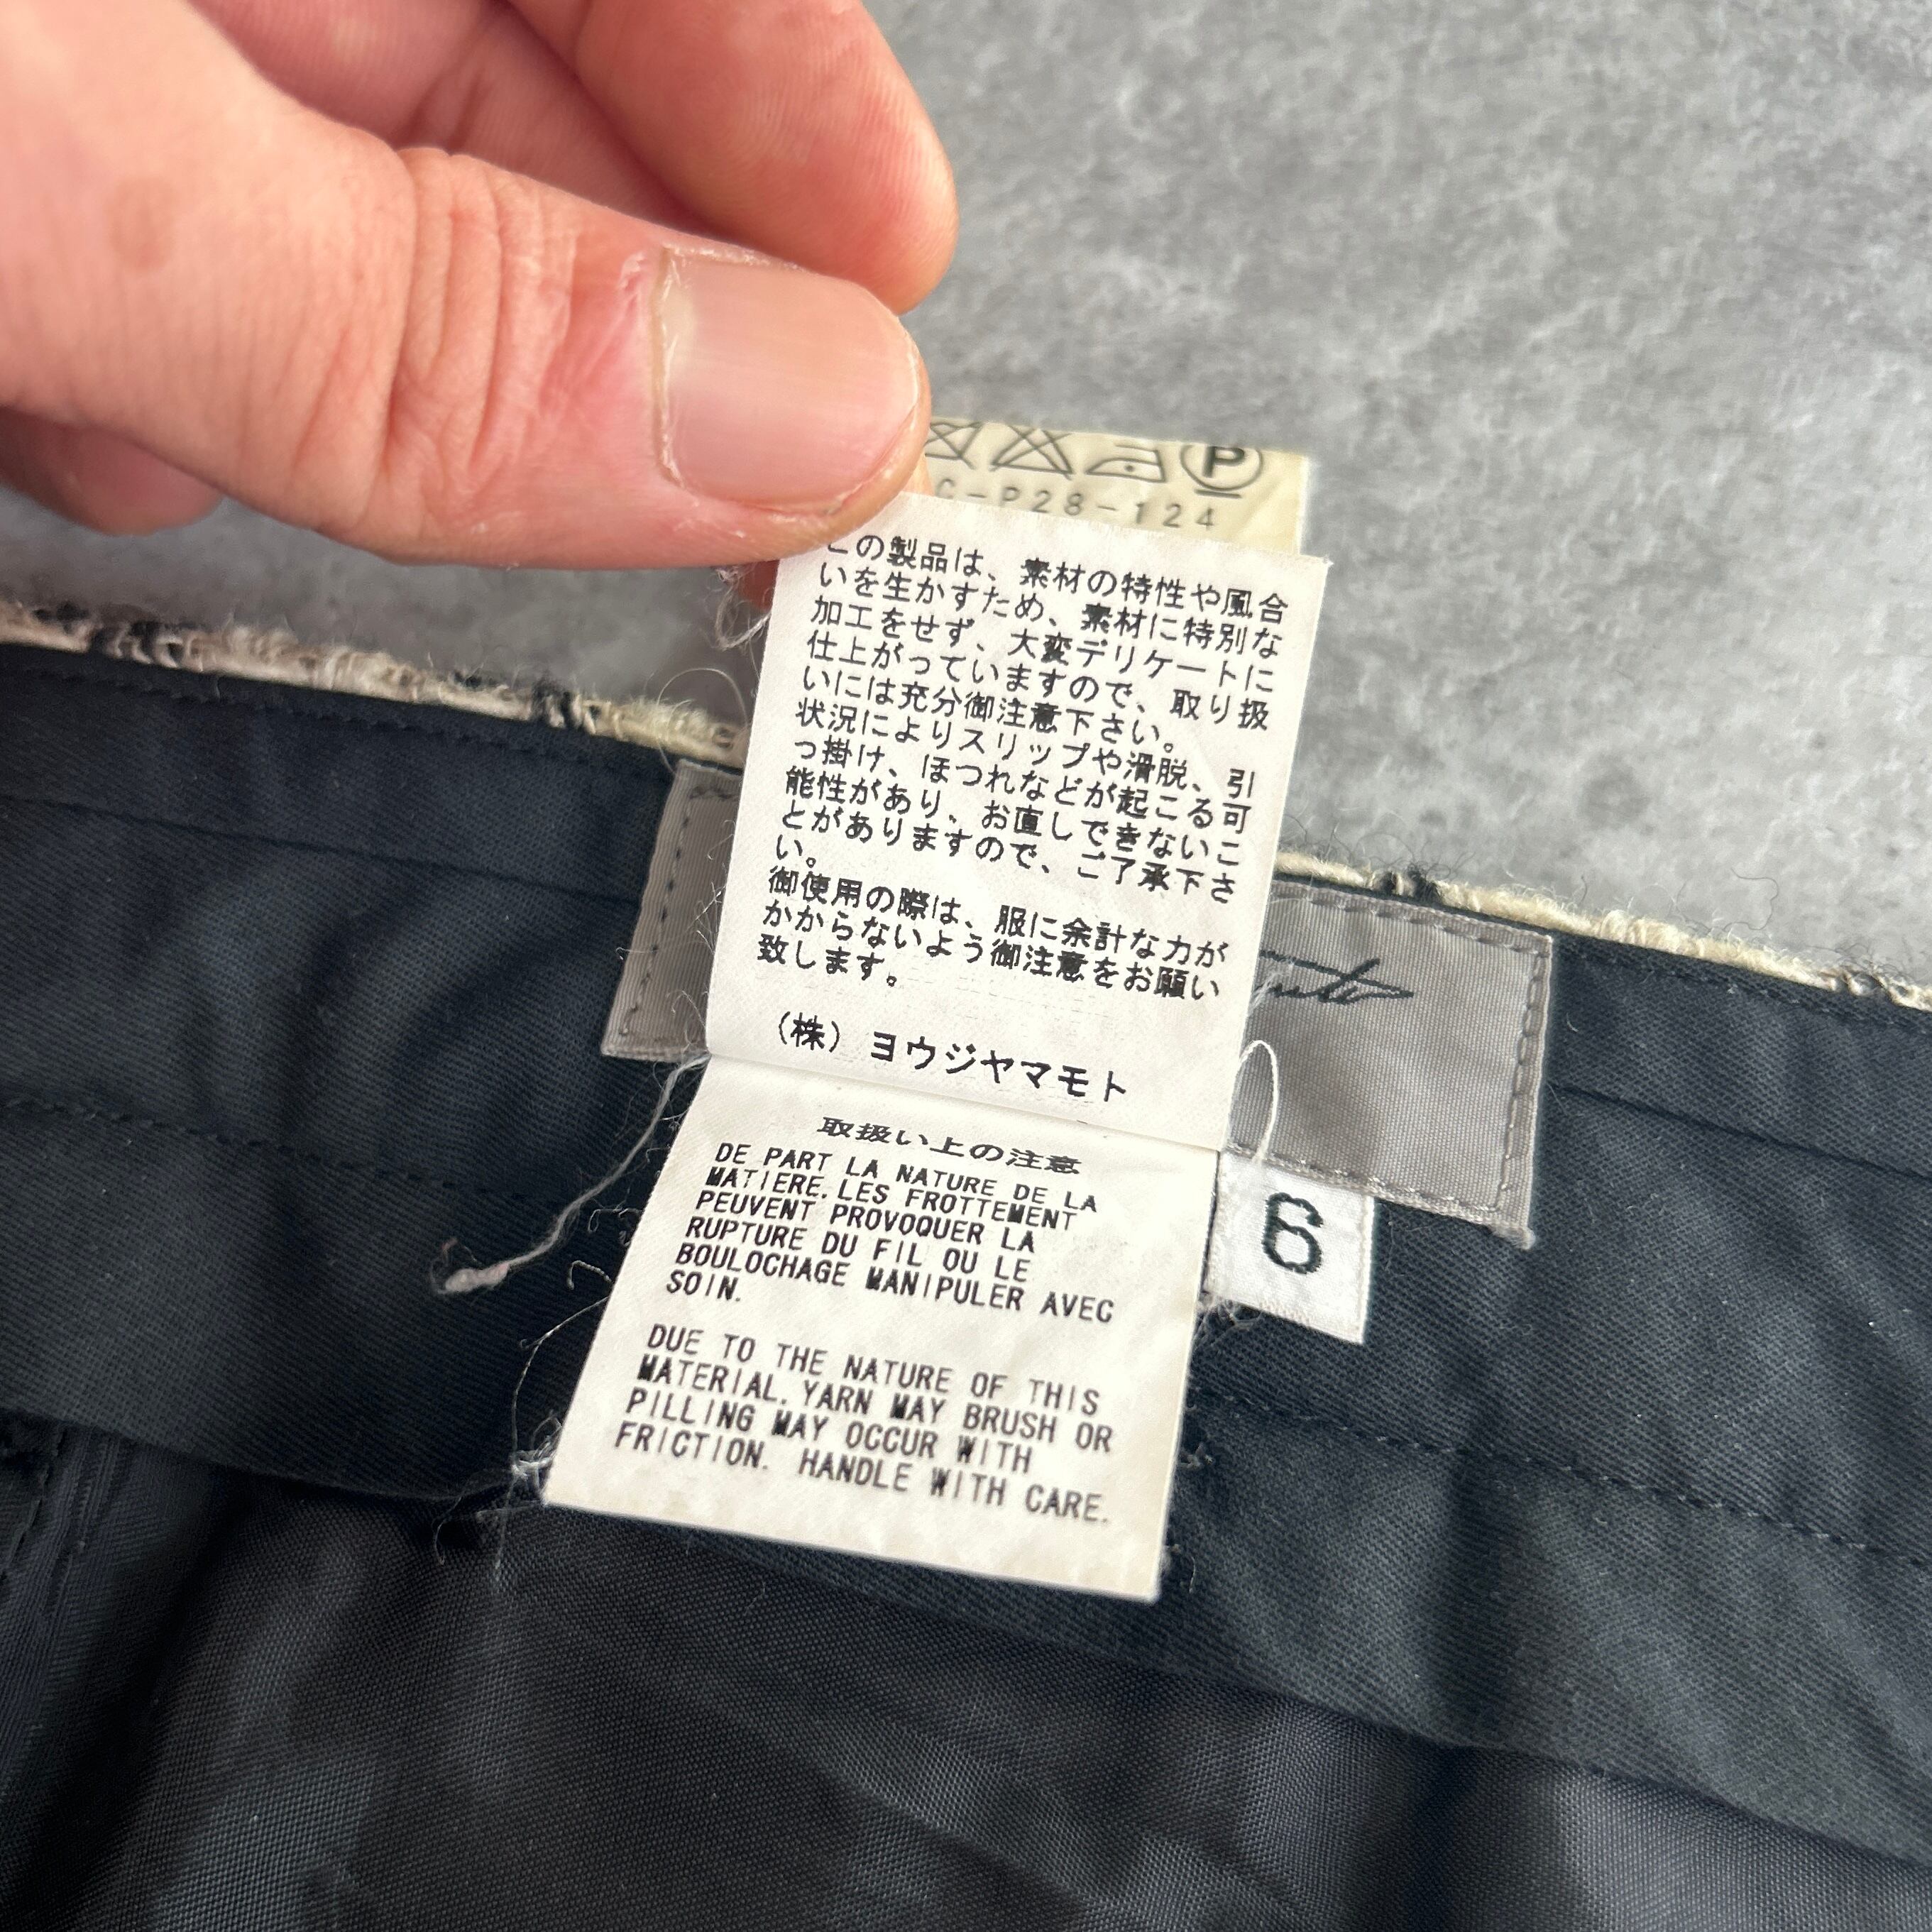 C-P28-124
この製品は、素材の特性や風合
いを生かすため、素材に特別な
加工をせず、大変デリケートに
仕上がっていますので、取り扱
いには充分御注意下さい。
状況によりスリップや滑脱、引
っ掛け、ほつれなどが起こる可
能性があり、お直しできないこ
とがありますので、ご了承下さ
い。
御使用の際は、服に余計な力が
かからないよう御注意をお願い
致します。
(株) ヨウジヤマモト
取扱い上の注意
DE PART LA NATURE DE LA
MATIERE. LES FROTTEMENT
PEUVENT PROVOQUER LA
RUPTURE DU FIL OU LE
BOULOCHAGE MANIPULER AVEC
SOIN.
DUE TO THE NATURE OF THIS
MATERIAL. YARN MAY BRUSH OR
PILLING MAY OCCUR WITH
FRICTION. HANDLE WITH CARE.
6